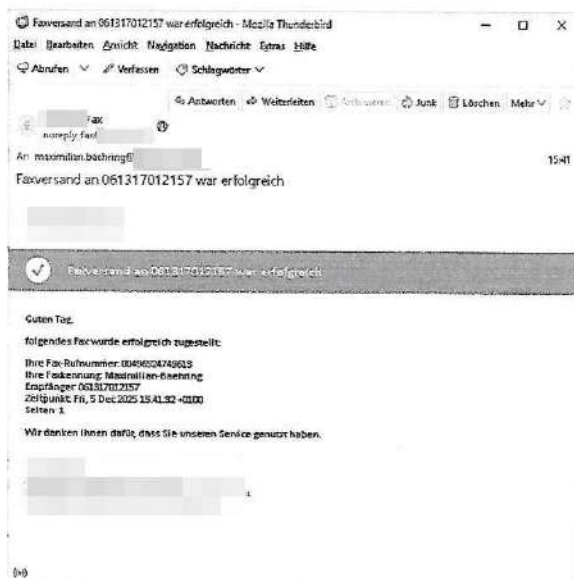 Faxversand an 061317012157 war erfolgreich - Mozilla Thunderbird
Datei Bearbeiten Ansicht Navigation Nachricht Extras Hilfe
Abrufen Verfassen Schlagwörter
Antworten Weiterleiten Archivieren Junk Löschen Mehr
Fax
noreply.fax@
An maximilian.baehring@
15:41
Faxversand an 061317012157 war erfolgreich
Faxversand an 061317012157 war erfolgreich
Guten Tag,
folgendes Fax wurde erfolgreich zugestellt:
Ihre Fax-Rufnummer: 00496924749619
Ihre Faxkennung: Maximilian-Baehring
Empfänger 061317012157
Zeitpunkt: Fri, 5 Dec 2025 15:41:32 +0100
Seiten: 1
Wir danken Ihnen dafür, dass Sie unseren Service genutzt haben.